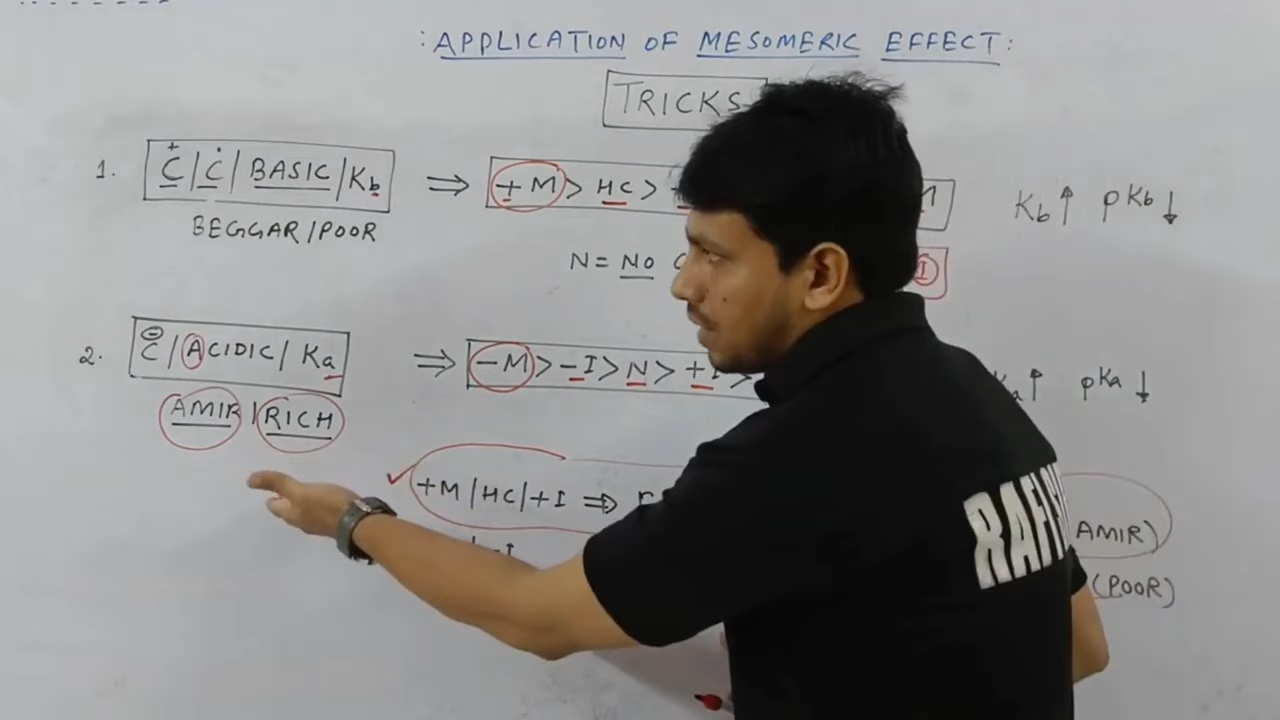 : APPLICATION OF MESOMERIC EFFECT :
TRICKS
1. C⁺ / Ċ / BASIC / Kb ⇒ +M > HC > Kb ↑ pKb ↓
BEGGAR / POOR
N = NO I
2. C⊖ / ACIDIC / Ka ⇒ -M > -I > N > +I > a ↑ pKa ↓
AMIR / RICH
✓ +M / HC / +I ⇒
AMIR)
(POOR)
RAFI